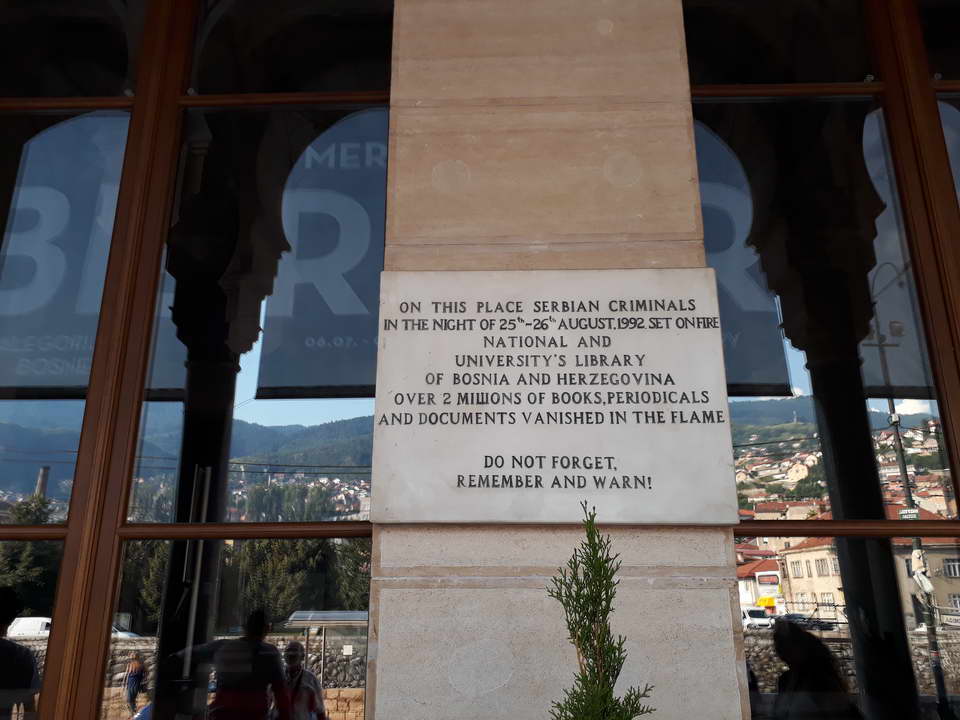 ON THIS PLACE SERBIAN CRIMINALS
IN THE NIGHT OF 25th-26th AUGUST,1992. SET ON FIRE
NATIONAL AND
UNIVERSITY'S LIBRARY
OF BOSNIA AND HERZEGOVINA
OVER 2 MILLIONS OF BOOKS,PERIODICALS
AND DOCUMENTS VANISHED IN THE FLAME
DO NOT FORGET,
REMEMBER AND WARN!